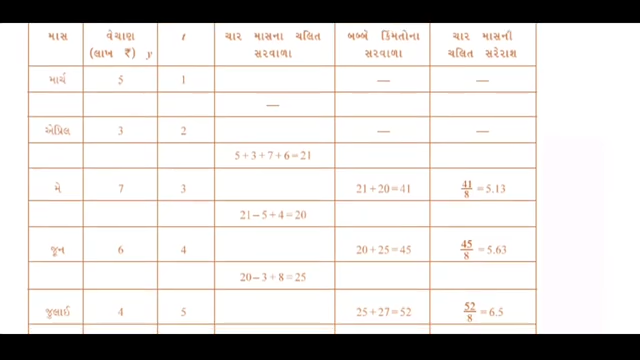 માસ વેચાણ (લાખ ₹) y t ચાર માસના ચલિત સરવાળા બબ્બે કિંમતોના સરવાળા ચાર માસની ચલિત સરેરાશ
માર્ચ 5 1 — —
—
એપ્રિલ 3 2 — —
5 + 3 + 7 + 6 = 21
મે 7 3 21 + 20 = 41 41/8 = 5.13
21 – 5 + 4 = 20
જૂન 6 4 20 + 25 = 45 45/8 = 5.63
20 – 3 + 8 = 25
જુલાઈ 4 5 25 + 27 = 52 52/8 = 6.5